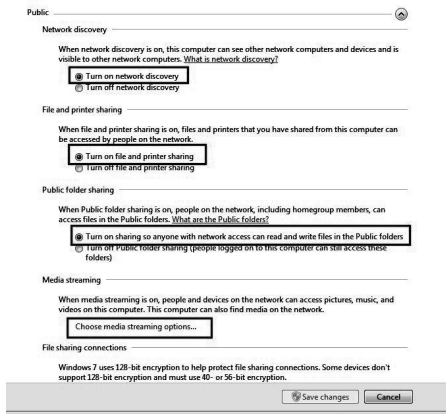 Public
Network discovery
When network discovery is on, this computer can see other network computers and devices and is
visible to other network computers. What is network discovery?
Turn on network discovery
Turn off network discovery
File and printer sharing
When file and printer sharing is on, files and printers that you have shared from this computer can
be accessed by people on the network.
Turn on file and printer sharing
Turn off file and printer sharing
Public folder sharing
When Public folder sharing is on, people on the network, including homegroup members, can
access files in the Public folders. What are the Public folders?
Turn on sharing so anyone with network access can read and write files in the Public folders
Turn off Public folder sharing (people logged on to this computer can still access these
folders)
Media streaming
When media streaming is on, people and devices on the network can access pictures, music, and
videos on this computer. This computer can also find media on the network.
Choose media streaming options...
File sharing connections
Windows 7 uses 128-bit encryption to help protect file sharing connections. Some devices don't
support 128-bit encryption and must use 40- or 56-bit encryption.
Save changes Cancel